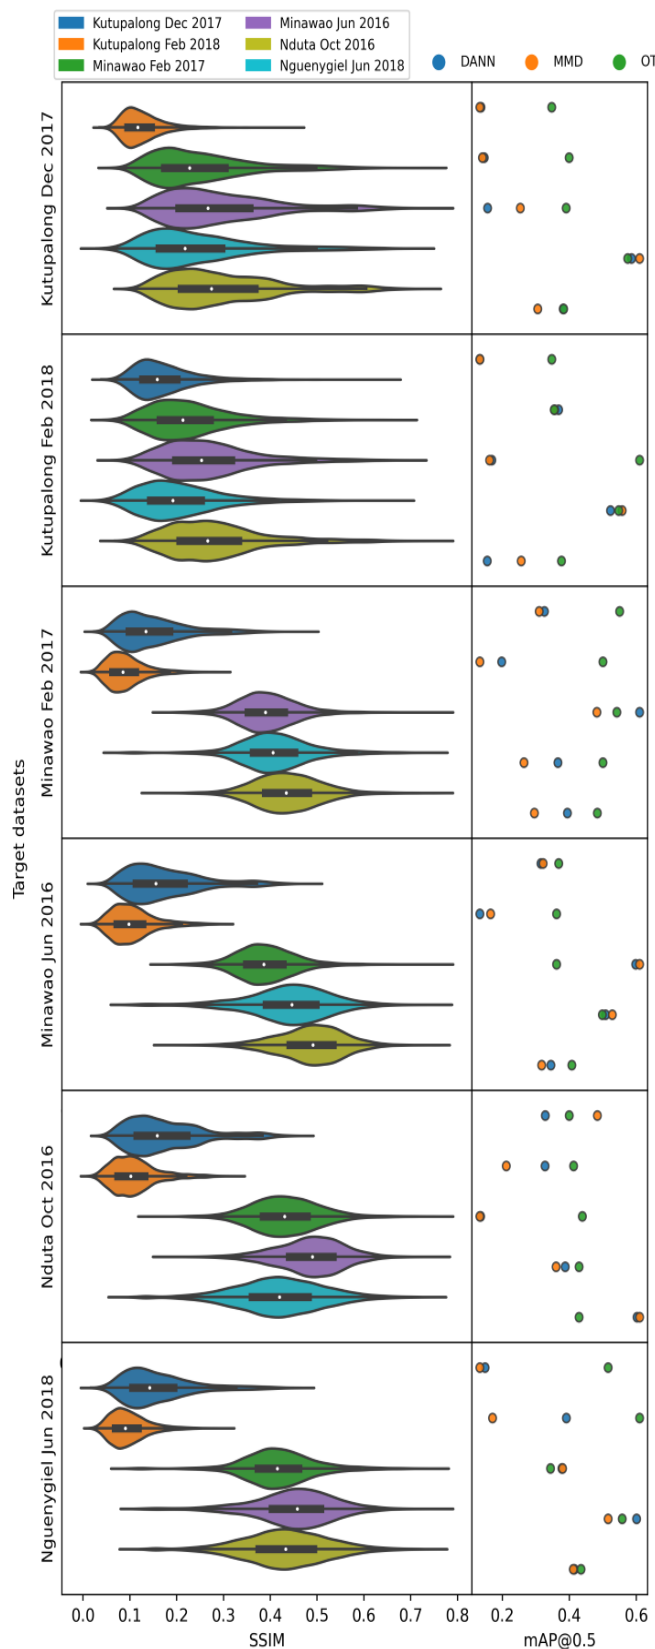 Kutupalong Dec 2017
Kutupalong Feb 2018
Minawao Feb 2017
Minawao Jun 2016
Nduta Oct 2016
Nguenygiel Jun 2018
DANN MMD OT
Target datasets
Kutupalong Dec 2017
Kutupalong Feb 2018
Minawao Feb 2017
Minawao Jun 2016
Nduta Oct 2016
Nguenygiel Jun 2018
0.0 0.1 0.2 0.3 0.4 0.5 0.6 0.7 0.8 0.2 0.4 0.6
SSIM mAP@0.5